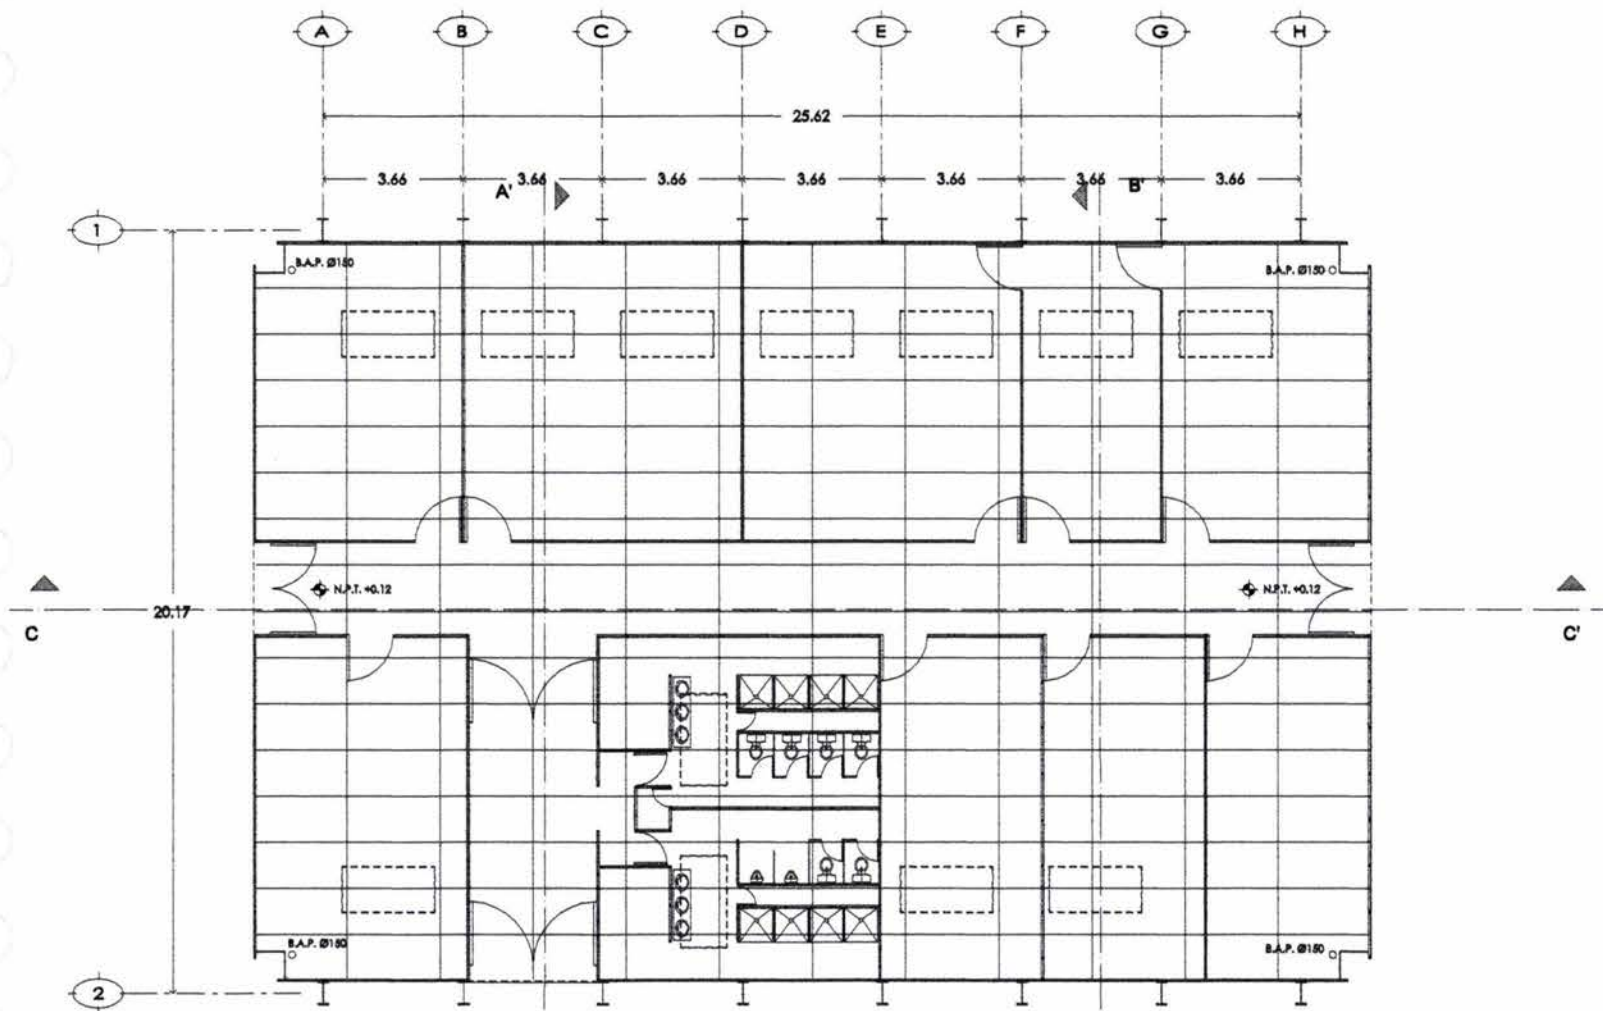 A B C D E F G H
25.62
3.66 3.66 3.66 3.66 3.66 3.66 3.66
A' B'
1
B.A.P. Ø150 B.A.P. Ø150
N.P.T. +0.12 N.P.T. +0.12
20.17
C C'
B.A.P. Ø150 B.A.P. Ø150
2